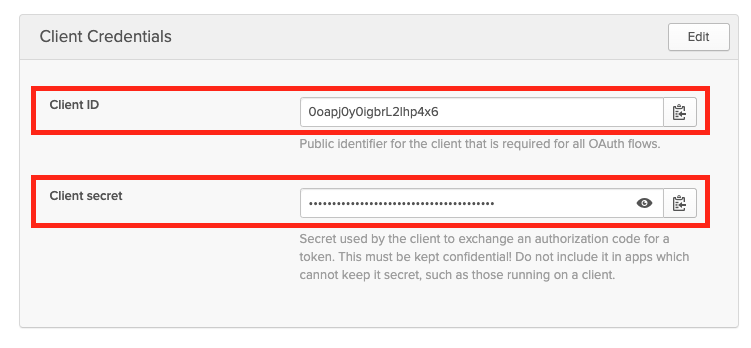 Client Credentials
Edit
Client ID
0oapj0y0igbrL2lhp4x6
Public identifier for the client that is required for all OAuth flows.
Client secret
••••••••••••••••••••••••••••••••••••••••
Secret used by the client to exchange an authorization code for a
token. This must be kept confidential! Do not include it in apps which
cannot keep it secret, such as those running on a client.